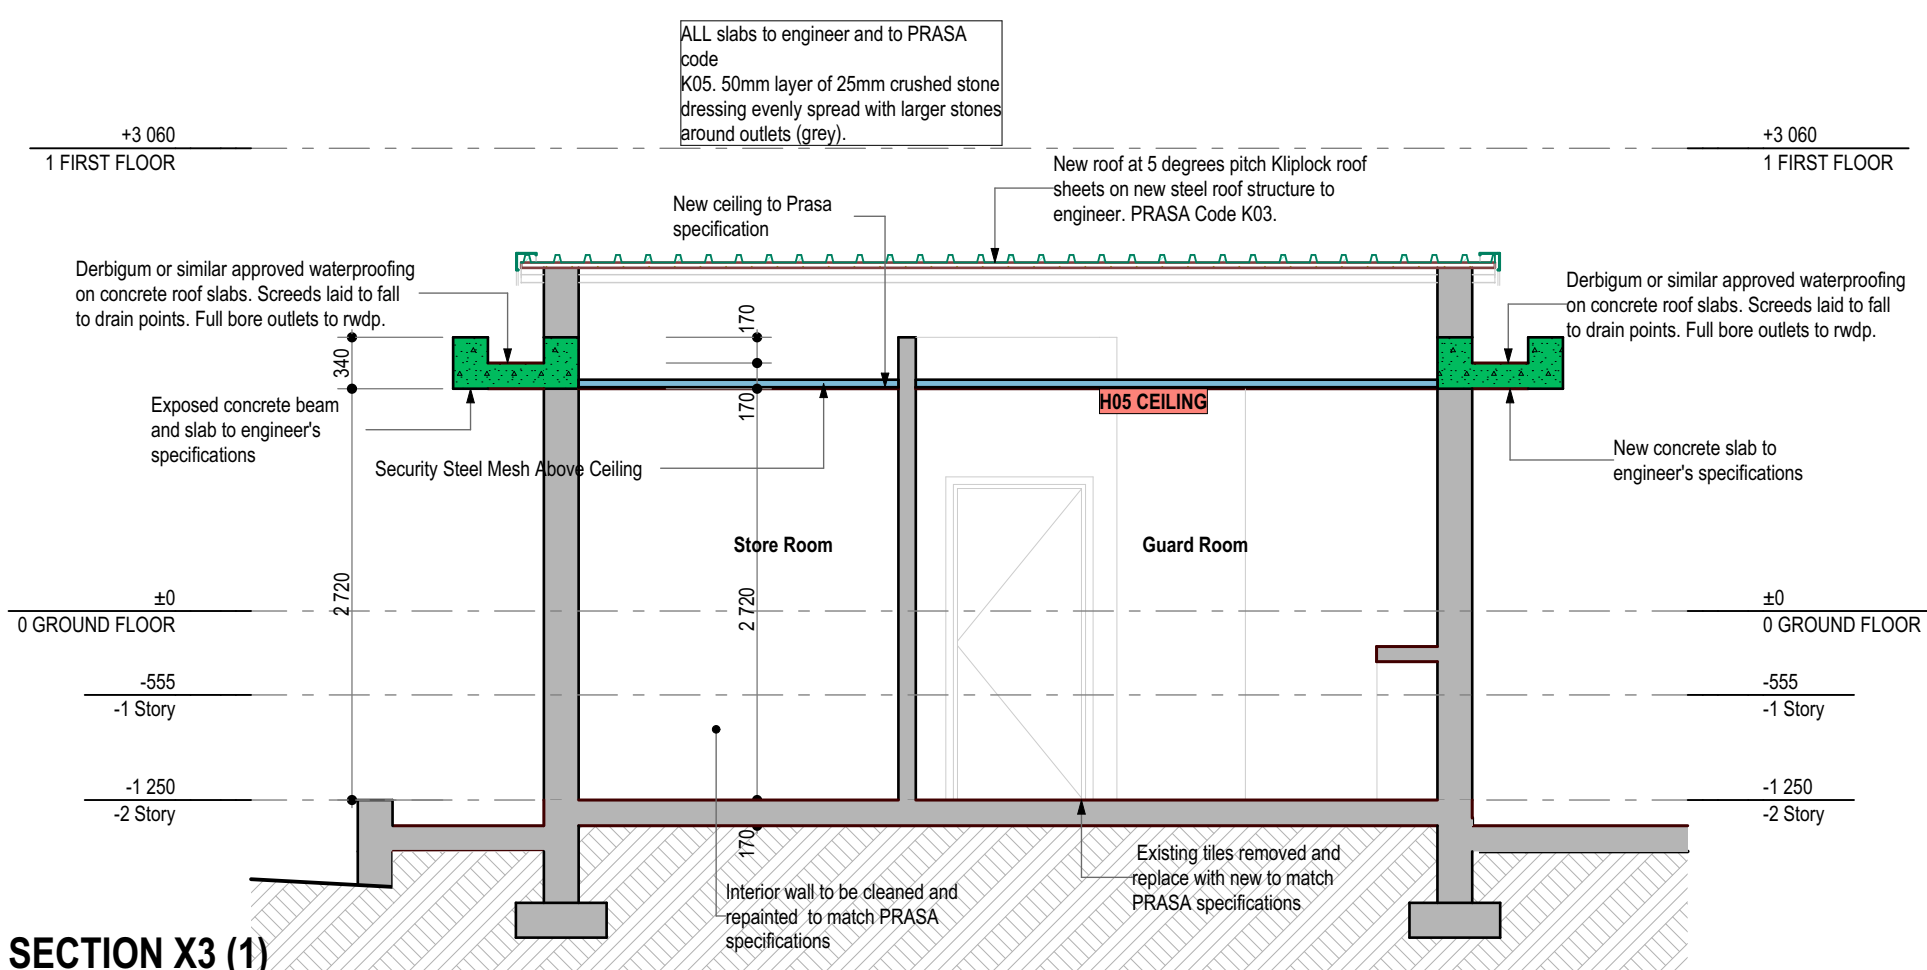 ALL slabs to engineer and to PRASA
code
K05. 50mm layer of 25mm crushed stone
dressing evenly spread with larger stones
around outlets (grey).
+3 060
1 FIRST FLOOR
+3 060
1 FIRST FLOOR
New roof at 5 degrees pitch Kliplock roof
sheets on new steel roof structure to
engineer. PRASA Code K03.
New ceiling to Prasa
specification
Derbigum or similar approved waterproofing
on concrete roof slabs. Screeds laid to fall
to drain points. Full bore outlets to rwdp.
Derbigum or similar approved waterproofing
on concrete roof slabs. Screeds laid to fall
to drain points. Full bore outlets to rwdp.
340
170
170
H05 CEILING
Exposed concrete beam
and slab to engineer's
specifications
Security Steel Mesh Above Ceiling
New concrete slab to
engineer's specifications
Store Room
Guard Room
2 720
2 720
±0
0 GROUND FLOOR
±0
0 GROUND FLOOR
-555
-1 Story
-555
-1 Story
-1 250
-2 Story
-1 250
-2 Story
170
Existing tiles removed and
replace with new to match
PRASA specifications
Interior wall to be cleaned and
repainted to match PRASA
specifications
SECTION X3 (1)